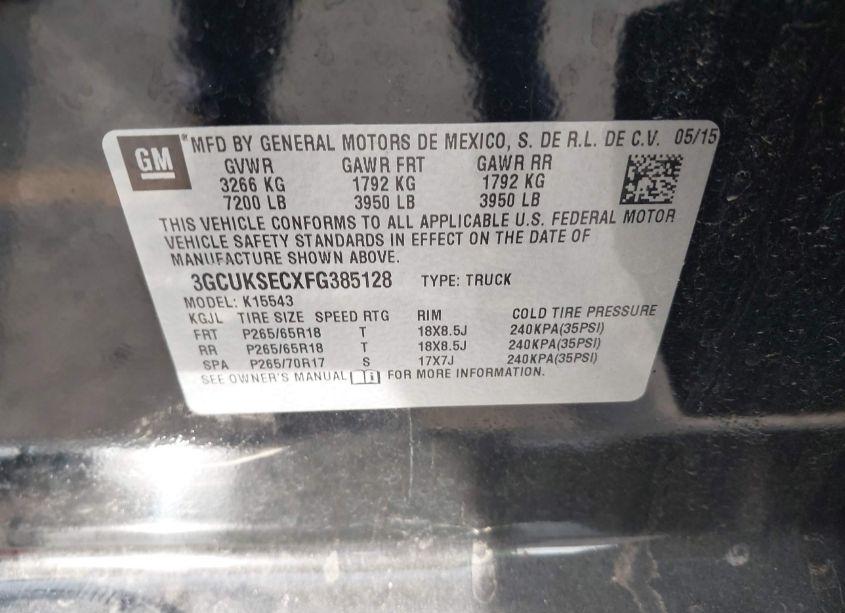 GM
MFD BY GENERAL MOTORS DE MEXICO, S. DE R.L. DE C.V. 05/15
GVWR GAWR FRT GAWR RR
3266 KG 1792 KG 1792 KG
7200 LB 3950 LB 3950 LB
THIS VEHICLE CONFORMS TO ALL APPLICABLE U.S. FEDERAL MOTOR
VEHICLE SAFETY STANDARDS IN EFFECT ON THE DATE OF
MANUFACTURE SHOWN ABOVE.
3GCUKSECXFG385128 TYPE: TRUCK
MODEL: K15543
KGJL TIRE SIZE SPEED RTG RIM COLD TIRE PRESSURE
FRT P265/65R18 T 18X8.5J 240KPA(35PSI)
RR P265/65R18 T 18X8.5J 240KPA(35PSI)
SPA P265/70R17 S 17X7J 240KPA(35PSI)
SEE OWNER'S MANUAL FOR MORE INFORMATION.